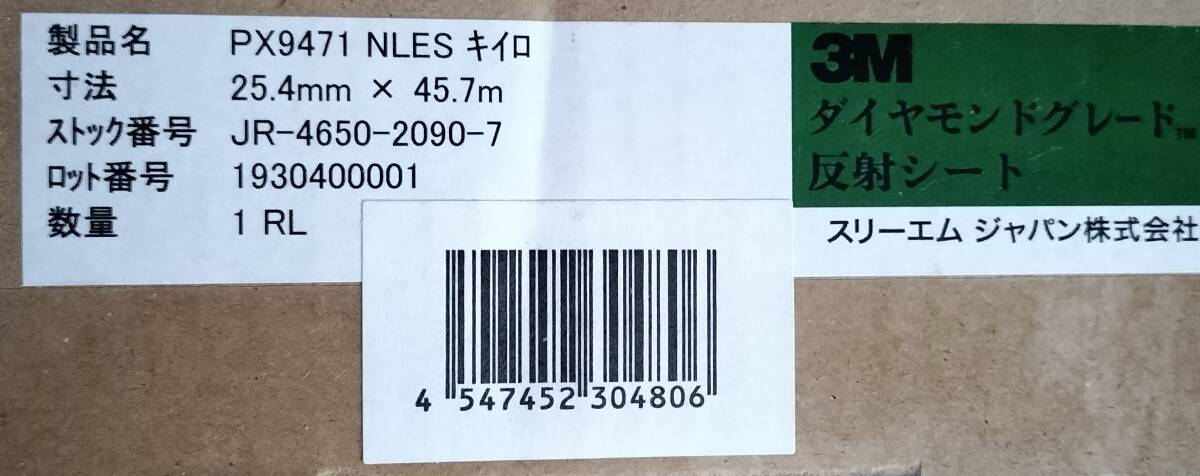 製品名 PX9471 NLES キイロ
寸法 25.4mm × 45.7m
ストック番号 JR-4650-2090-7
ロット番号 1930400001
数量 1 RL
3M
ダイヤモンドグレード™
反射シート
スリーエム ジャパン株式会社
4 547452 304806